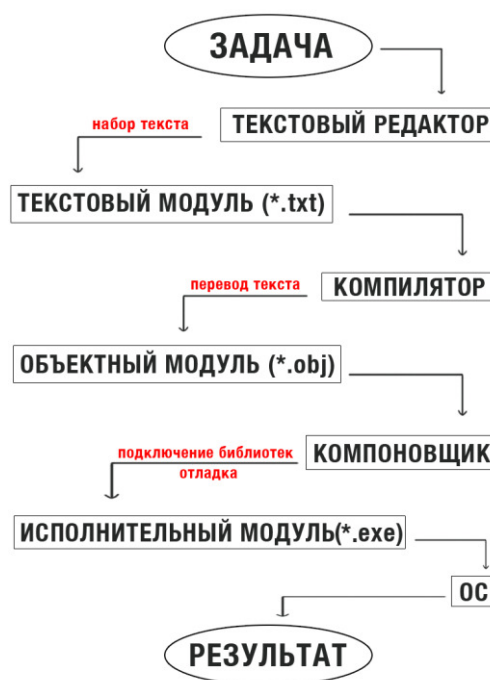 ЗАДАЧА
ТЕКСТОВЫЙ РЕДАКТОР
набор текста
ТЕКСТОВЫЙ МОДУЛЬ (*.txt)
КОМПИЛЯТОР
перевод текста
ОБЪЕКТНЫЙ МОДУЛЬ (*.obj)
КОМПОНОВЩИК
подключение библиотек
отладка
ИСПОЛНИТЕЛЬНЫЙ МОДУЛЬ(*.exe)
ОС
РЕЗУЛЬТАТ